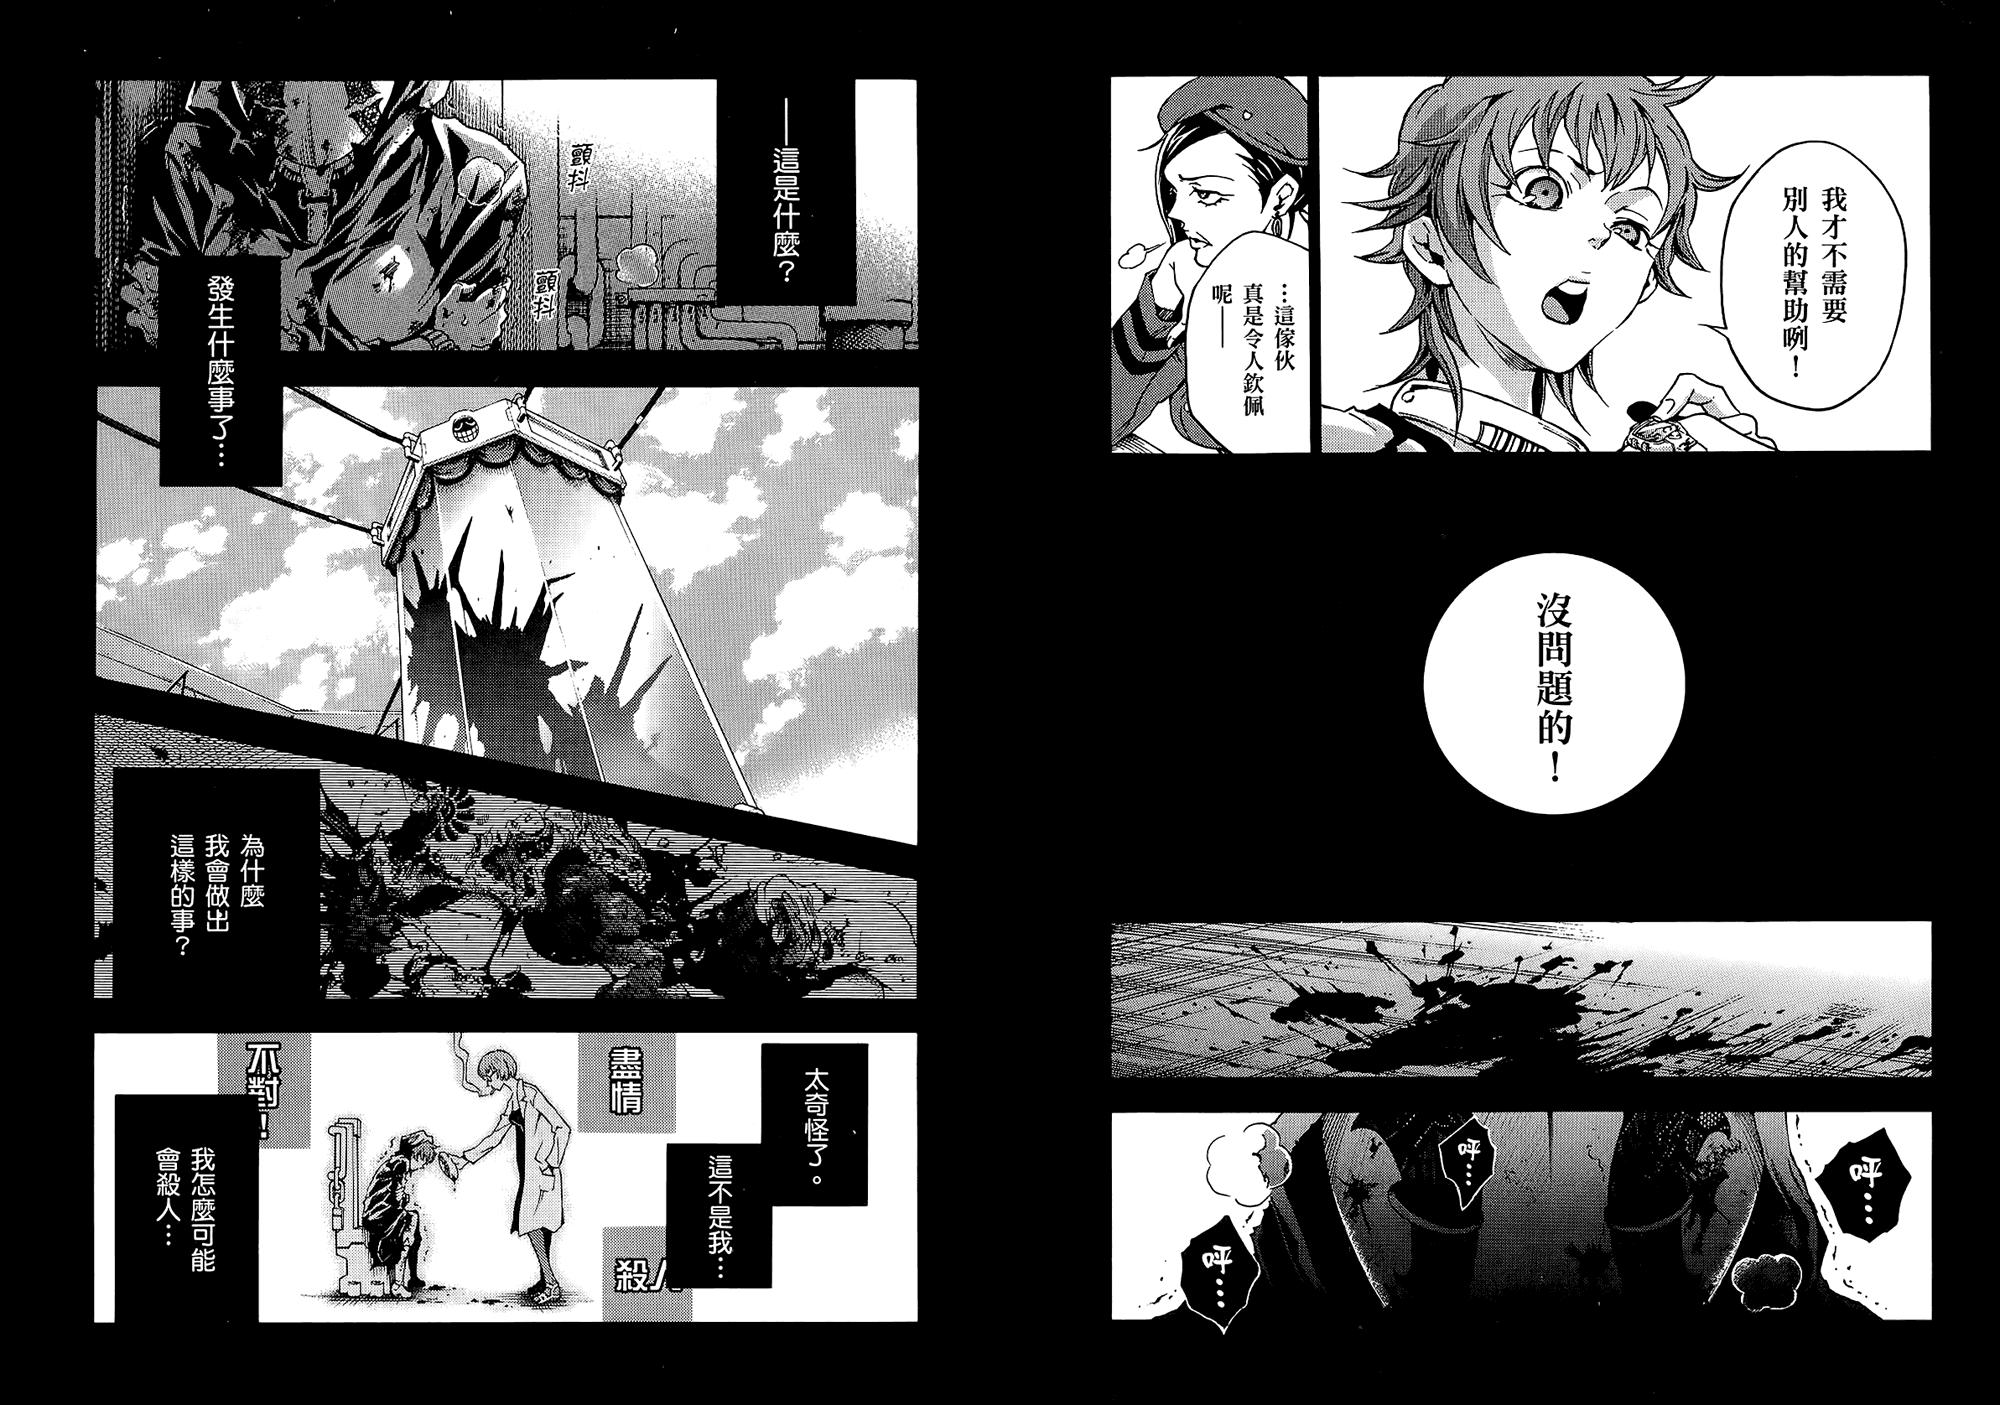 我才不需要
別人的幫助咧！
…這傢伙
真是令人欽佩
呢——
沒問題的！
呼…
呼…
呼…
——這是什麼？
顫抖
顫抖
發生什麼事了…
為什麼
我會做出
這樣的事？
太奇怪了。
盡情
這不是我…
殺人
不對！
我怎麼可能
會殺人…